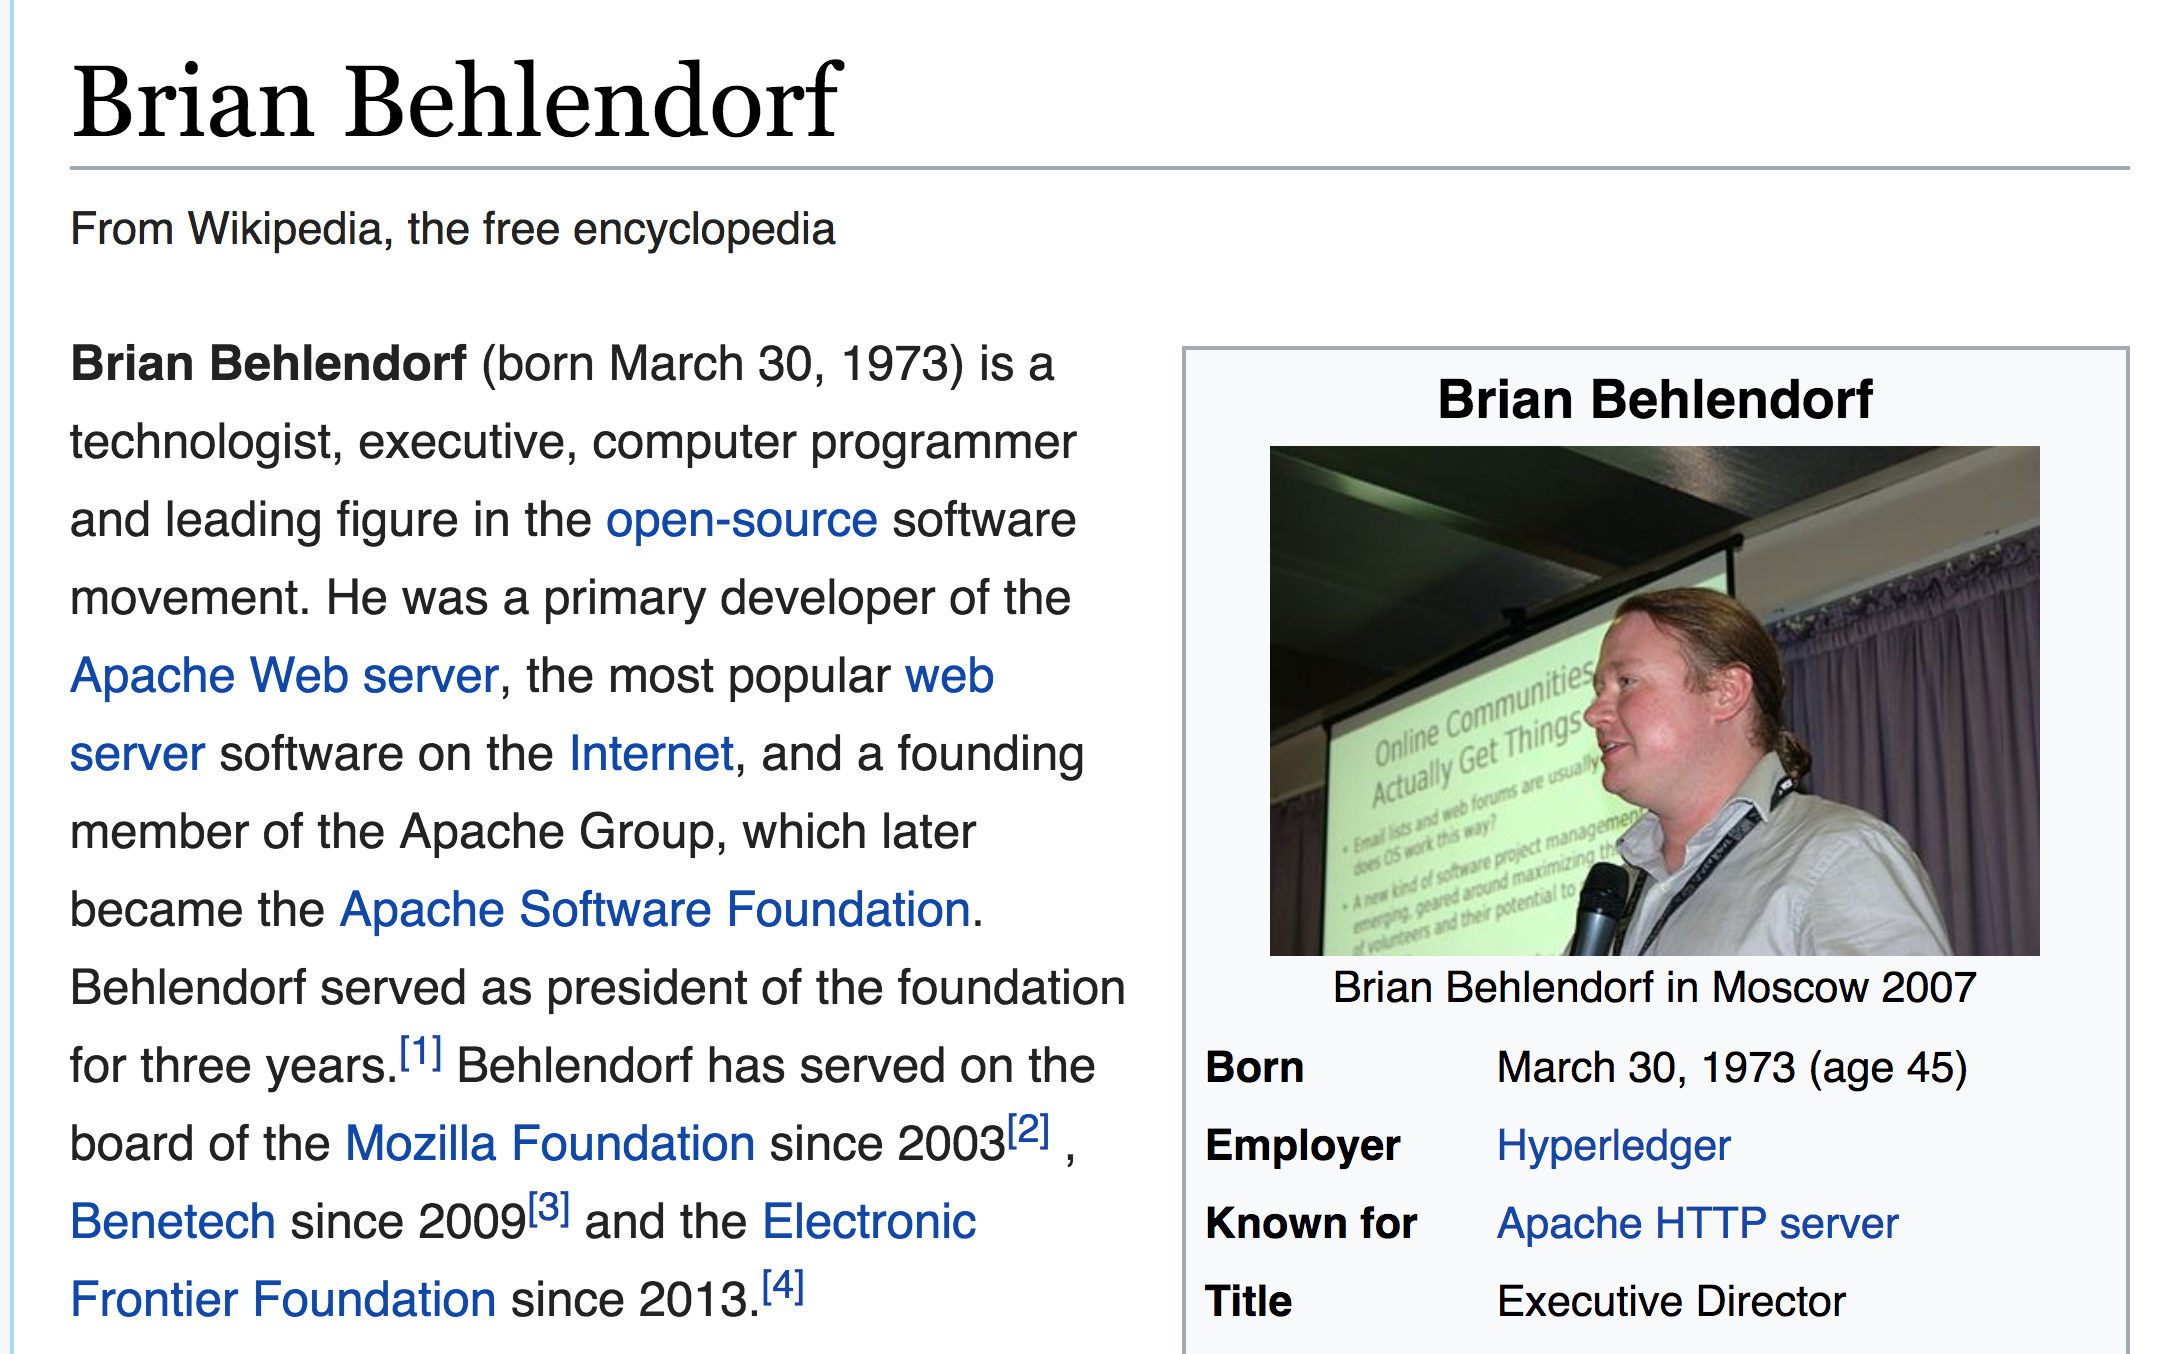 Brian Behlendorf
From Wikipedia, the free encyclopedia
Brian Behlendorf (born March 30, 1973) is a
technologist, executive, computer programmer
and leading figure in the open-source software
movement. He was a primary developer of the
Apache Web server, the most popular web
server software on the Internet, and a founding
member of the Apache Group, which later
became the Apache Software Foundation.
Behlendorf served as president of the foundation
for three years.[1] Behlendorf has served on the
board of the Mozilla Foundation since 2003[2] ,
Benetech since 2009[3] and the Electronic
Frontier Foundation since 2013.[4]
Brian Behlendorf
Online Communities
Actually Get Things
• Email lists and web forums are usually
does OS work this way?
• A new kind of software project management
emerging, geared around maximizing the
of volunteers and their potential to
Brian Behlendorf in Moscow 2007
Born March 30, 1973 (age 45)
Employer Hyperledger
Known for Apache HTTP server
Title Executive Director